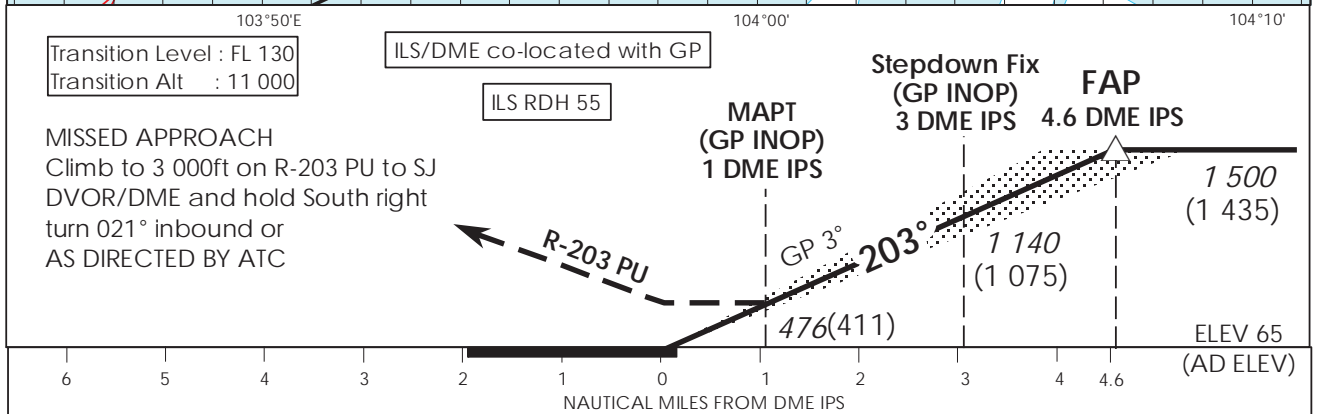 103°50'E
104°00'
104°10'
Transition Level : FL 130
Transition Alt : 11 000
ILS/DME co-located with GP
ILS RDH 55
MISSED APPROACH
Climb to 3 000ft on R-203 PU to SJ
DVOR/DME and hold South right
turn 021° inbound or
AS DIRECTED BY ATC
MAPT
(GP INOP)
1 DME IPS
Stepdown Fix
(GP INOP)
3 DME IPS
FAP
4.6 DME IPS
R-203 PU
GP 3°
203°
1 500
(1 435)
1 140
(1 075)
476(411)
ELEV 65
(AD ELEV)
6 5 4 3 2 1 0 1 2 3 4 4.6
NAUTICAL MILES FROM DME IPS